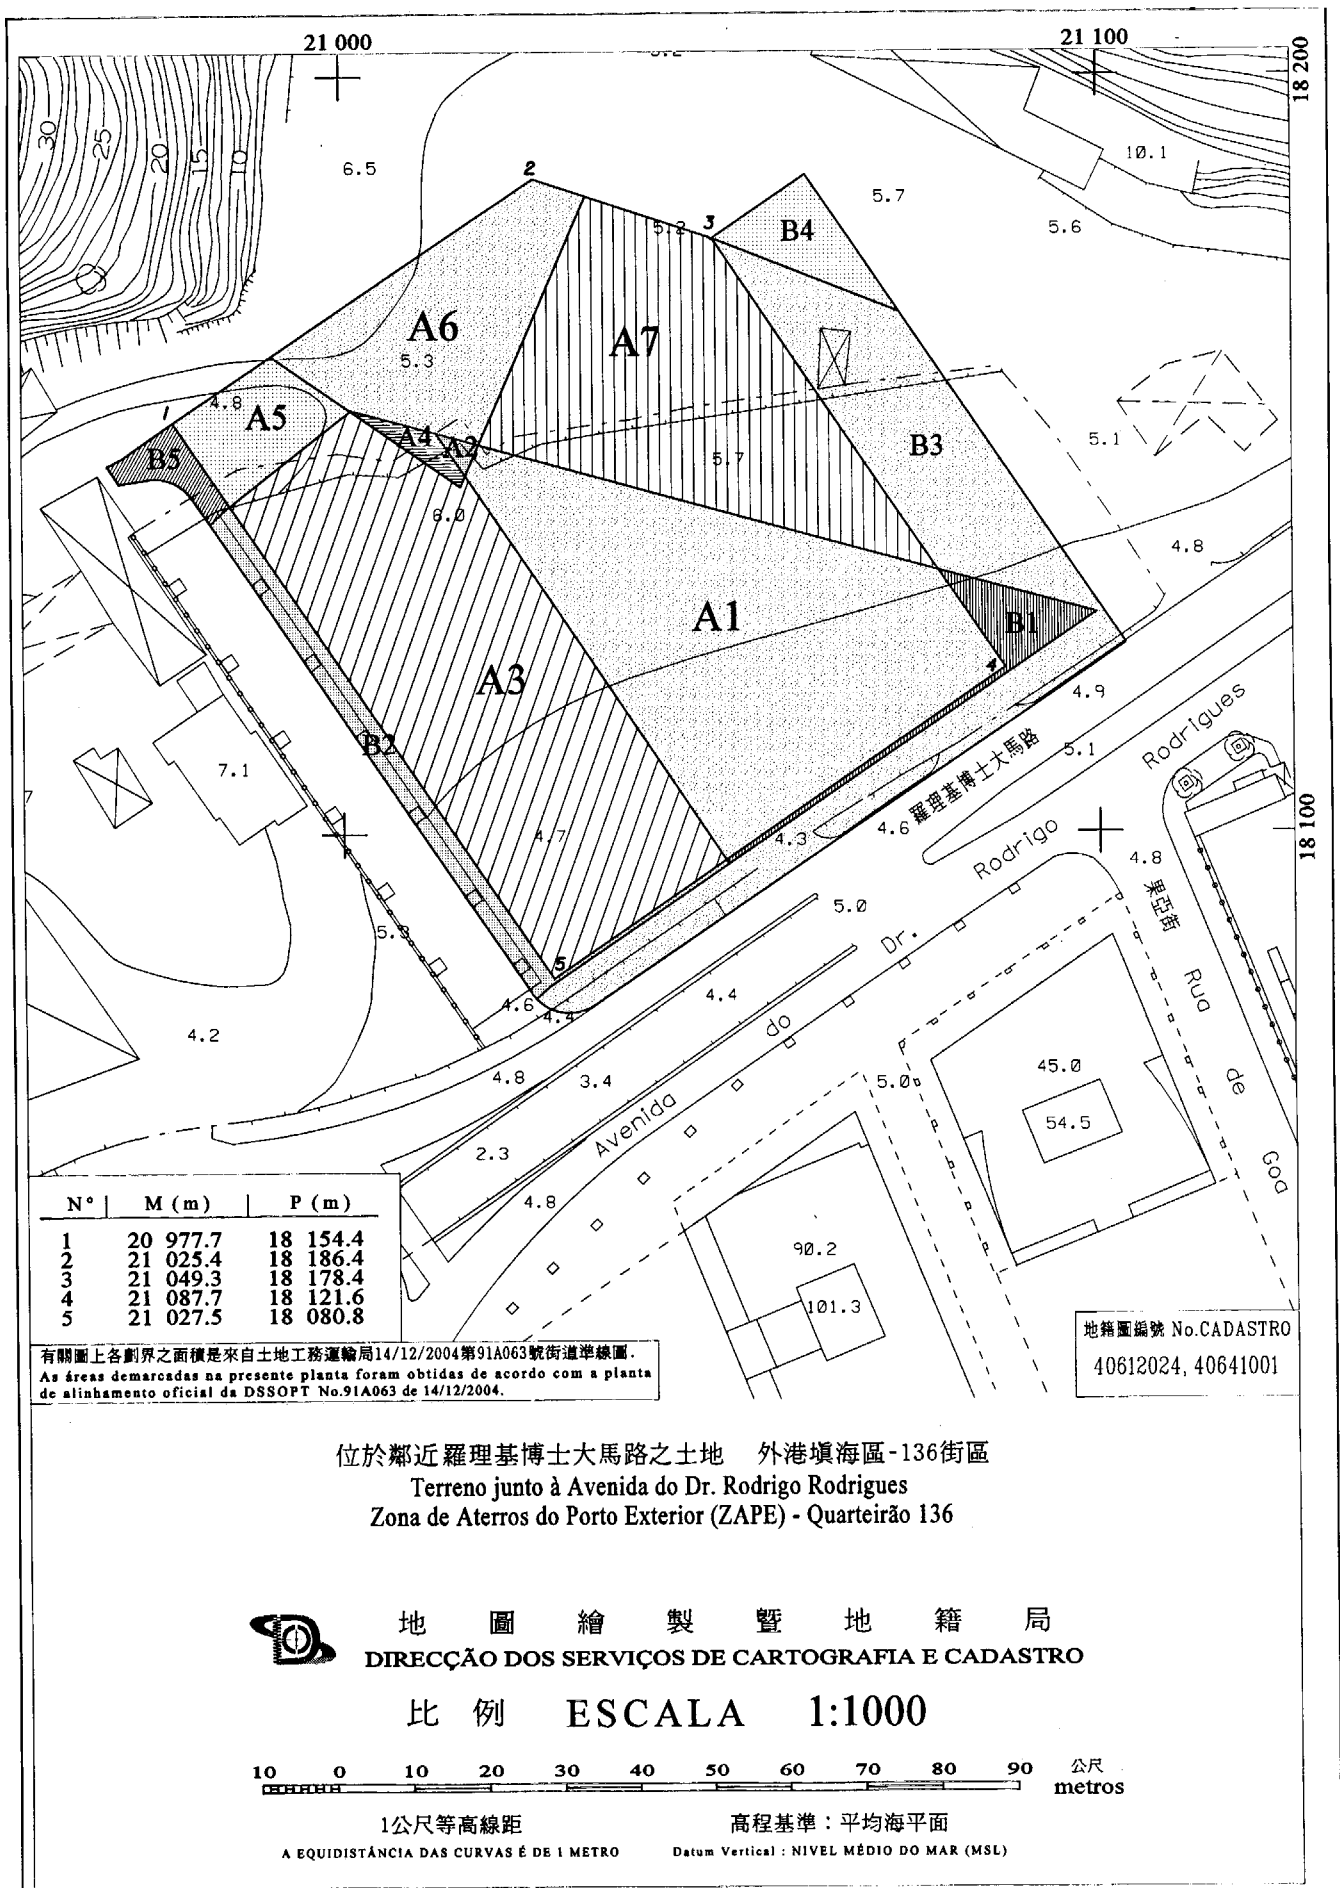 21 000
21 100
18 200
30
25
20
15
10
6.5
2
5.2
3
B4
5.7
10.1
5.6
A6
5.3
A7
1
4.8
A5
B5
A4
A2
5.7
B3
5.1
6.0
4.8
A1
B1
4
A3
4.9
5.1
Rodrigues
羅理基博士大馬路
B2
7.1
4.7
4.3
4.6
Rodrigo
4.8
18 100
果亞街
5.3
5
5.0
Dr.
4.6
4.4
4.4
do
Rua
de
Goa
4.2
4.8
3.4
Avenida
5.0
45.0
54.5
2.3
4.8
90.2
101.3
Nº M (m) P (m)
1 20 977.7 18 154.4
2 21 025.4 18 186.4
3 21 049.3 18 178.4
4 21 087.7 18 121.6
5 21 027.5 18 080.8
有關圖上各劃界之面積是來自土地工務運輸局14/12/2004第91A063號街道準線圖.
As áreas demarcadas na presente planta foram obtidas de acordo com a planta
de alinhamento oficial da DSSOPT No.91A063 de 14/12/2004.
地籍圖編號 No.CADASTRO
40612024, 40641001
位於鄰近羅理基博士大馬路之土地 外港填海區-136街區
Terreno junto à Avenida do Dr. Rodrigo Rodrigues
Zona de Aterros do Porto Exterior (ZAPE) - Quarteirão 136
地圖繪製暨地籍局
DIRECÇÃO DOS SERVIÇOS DE CARTOGRAFIA E CADASTRO
比例 ESCALA 1:1000
10 0 10 20 30 40 50 60 70 80 90 公尺
metros
1公尺等高線距 高程基準：平均海平面
A EQUIDISTÂNCIA DAS CURVAS É DE 1 METRO Datum Vertical : NIVEL MÉDIO DO MAR (MSL)